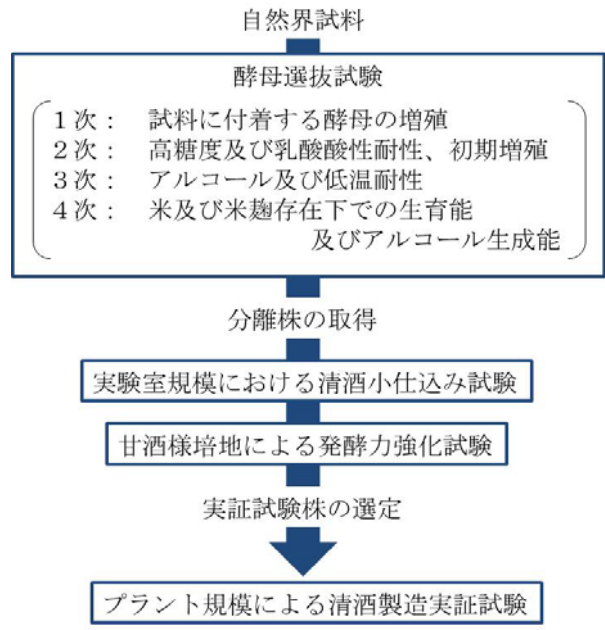 自然界試料
酵母選抜試験
1次： 試料に付着する酵母の増殖
2次： 高糖度及び乳酸酸性耐性、初期増殖
3次： アルコール及び低温耐性
4次： 米及び米麹存在下での生育能
及びアルコール生成能
分離株の取得
実験室規模における清酒小仕込み試験
甘酒様培地による発酵力強化試験
実証試験株の選定
プラント規模による清酒製造実証試験